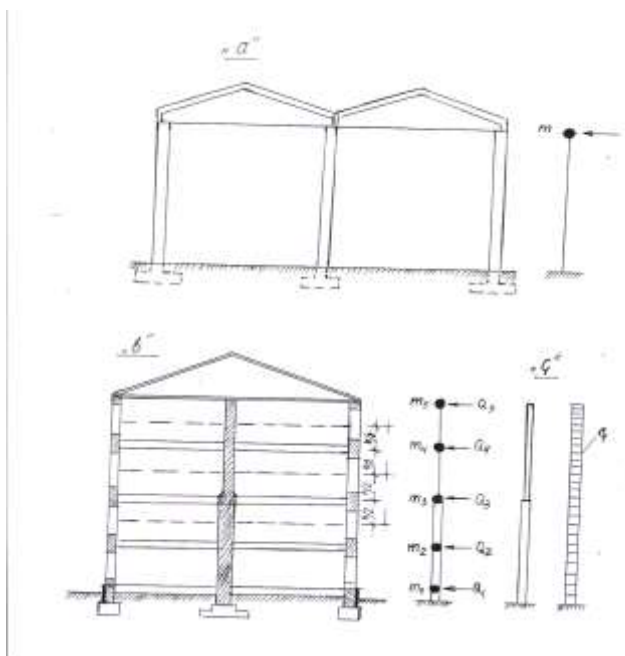 „a"
m
„b"
„c"
m₅ Q₅
m₄ Q₄
m₃ Q₃
m₂ Q₂
m₁ Q₁
q